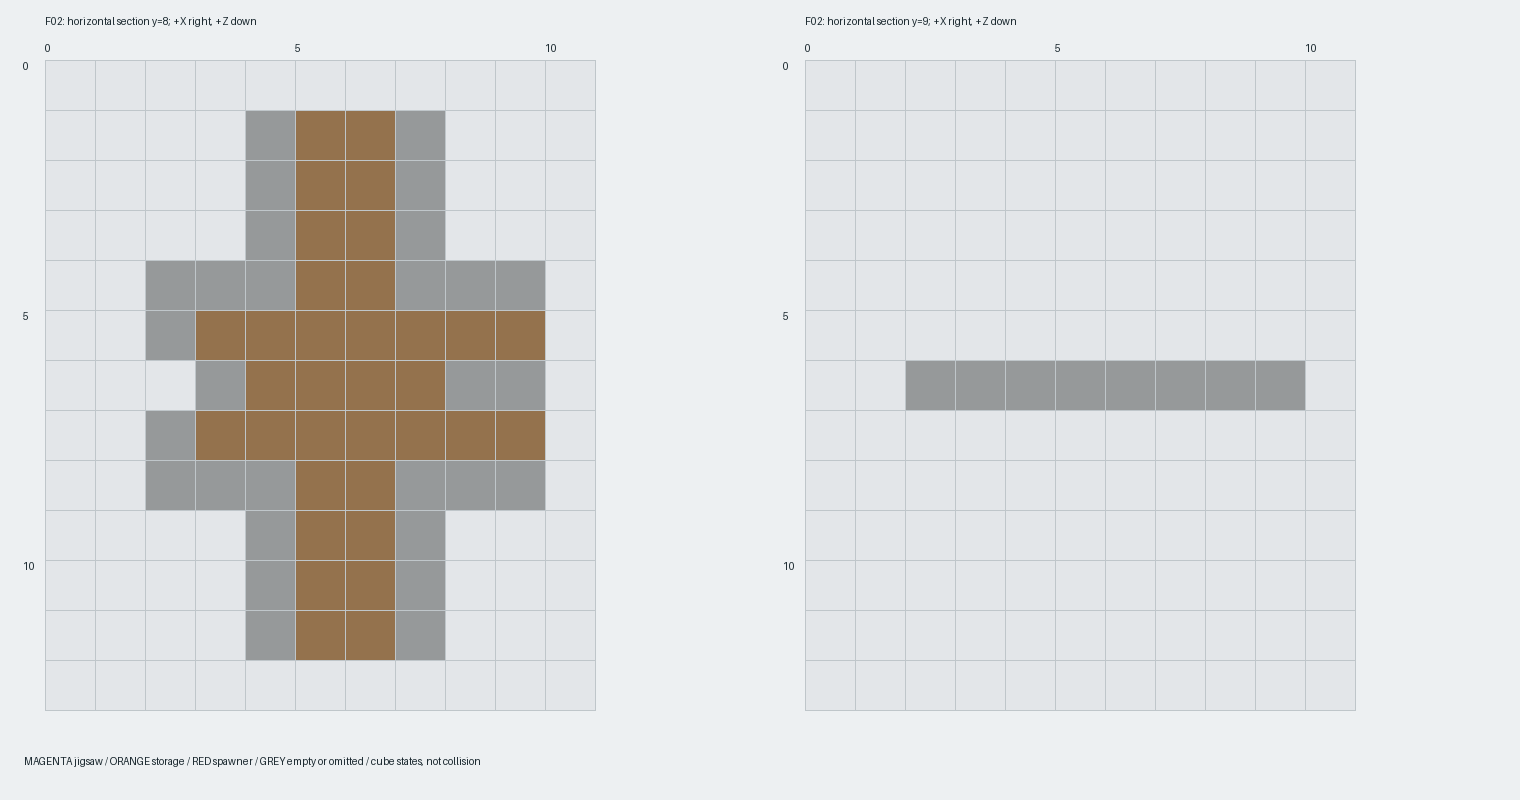 F02: horizontal section y=8; +X right, +Z down
0 5 10
0
5
10
F02: horizontal section y=9; +X right, +Z down
0 5 10
0
5
10
MAGENTA jigsaw / ORANGE storage / RED spawner / GREY empty or omitted / cube states, not collision